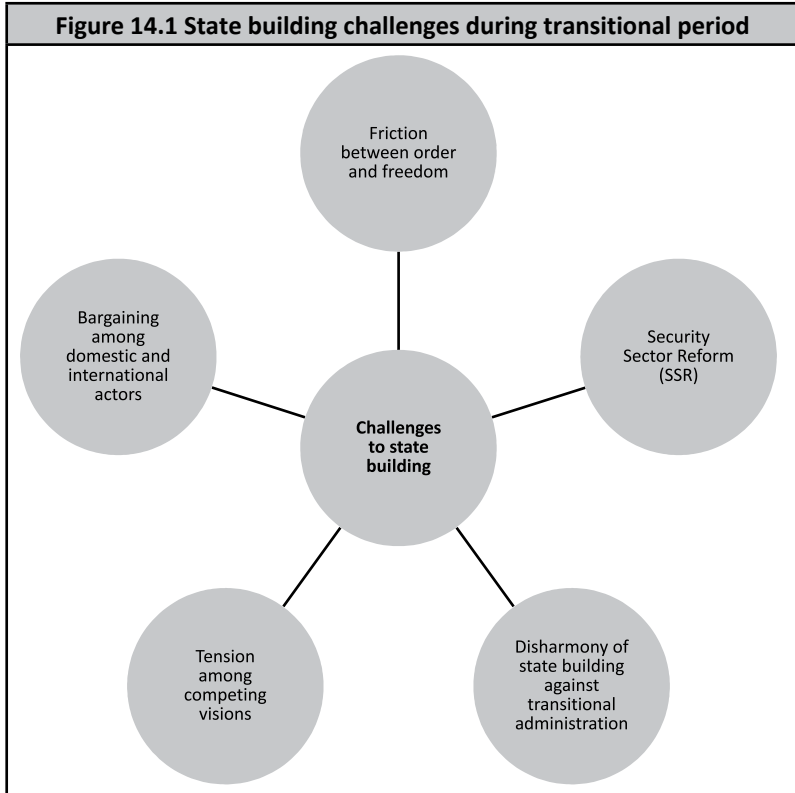 Figure 14.1 State building challenges during transitional period
Friction
between order
and freedom
Bargaining
among
domestic and
international
actors
Security
Sector Reform
(SSR)
Challenges
to state
building
Tension
among
competing
visions
Disharmony of
state building
against
transitional
administration